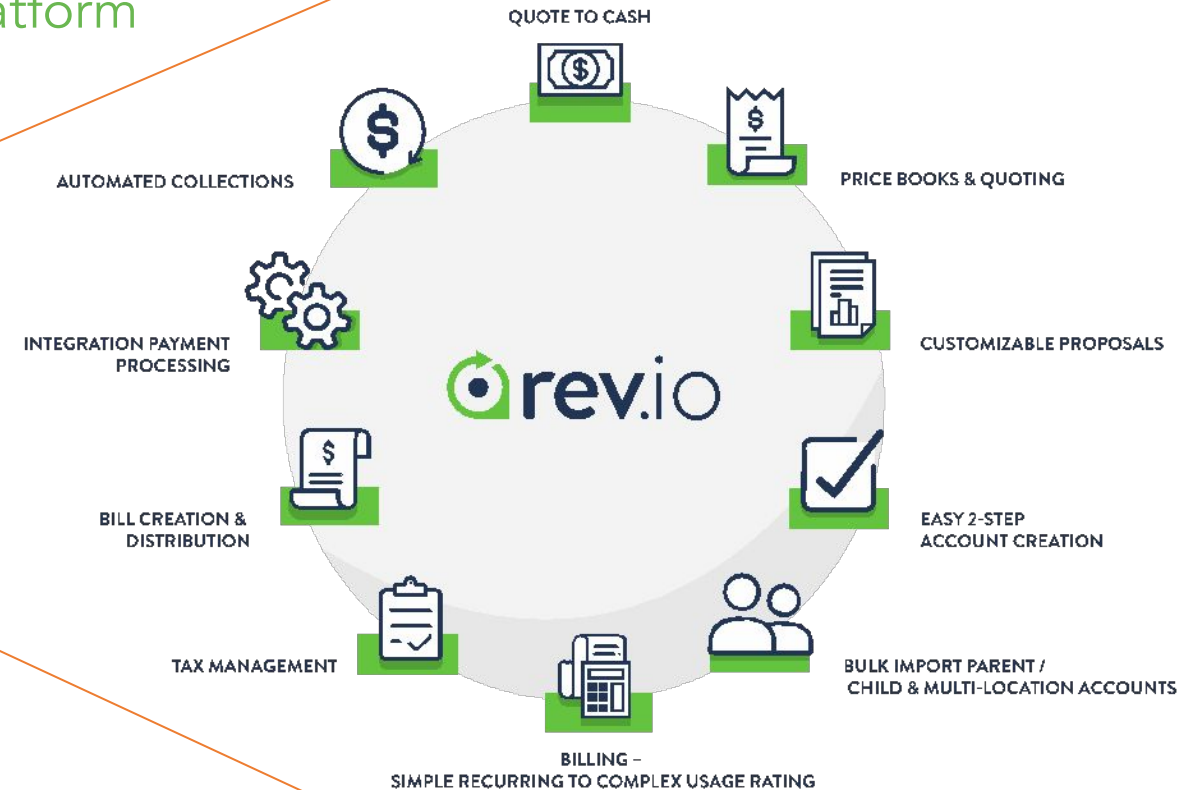 QUOTE TO CASH
PRICE BOOKS & QUOTING
CUSTOMIZABLE PROPOSALS
EASY 2-STEP
ACCOUNT CREATION
BULK IMPORT PARENT /
CHILD & MULTI-LOCATION ACCOUNTS
BILLING –
SIMPLE RECURRING TO COMPLEX USAGE RATING
TAX MANAGEMENT
BILL CREATION &
DISTRIBUTION
INTEGRATION PAYMENT
PROCESSING
AUTOMATED COLLECTIONS
rev.io